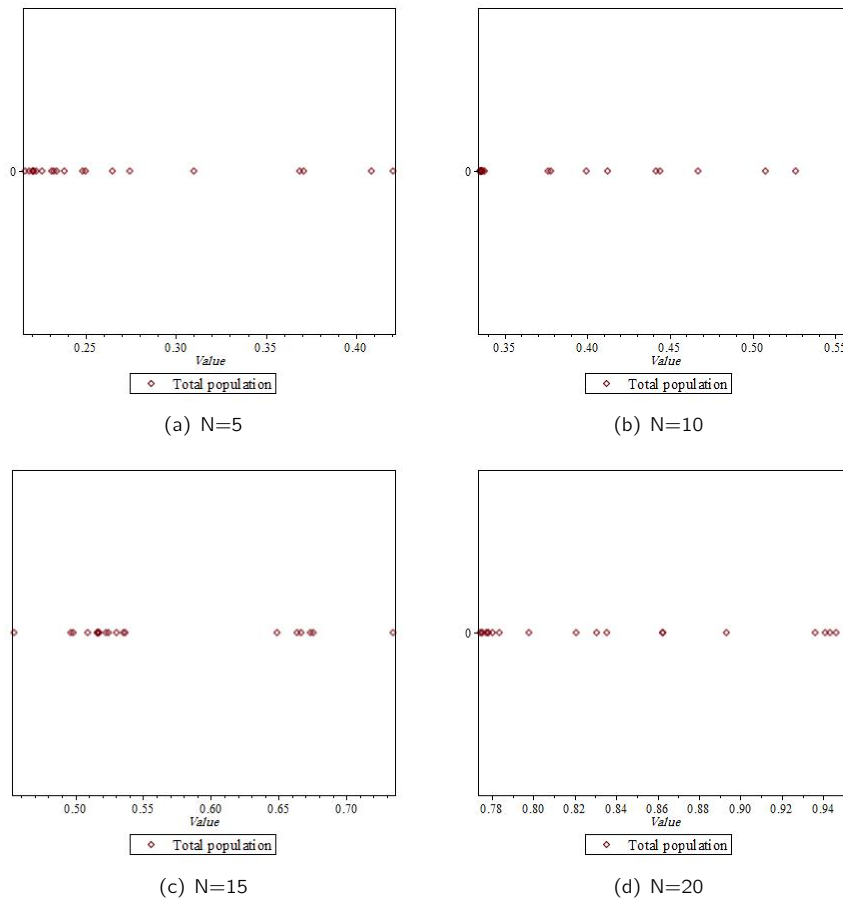 0
0.25 0.30 0.35 0.40
Value
Total population
(a) N=5
0.35 0.40 0.45 0.50 0.55
Value
Total population
(b) N=10
0.50 0.55 0.60 0.65 0.70
Value
Total population
(c) N=15
0
0.78 0.80 0.82 0.84 0.86 0.88 0.90 0.92 0.94
Value
Total population
(d) N=20